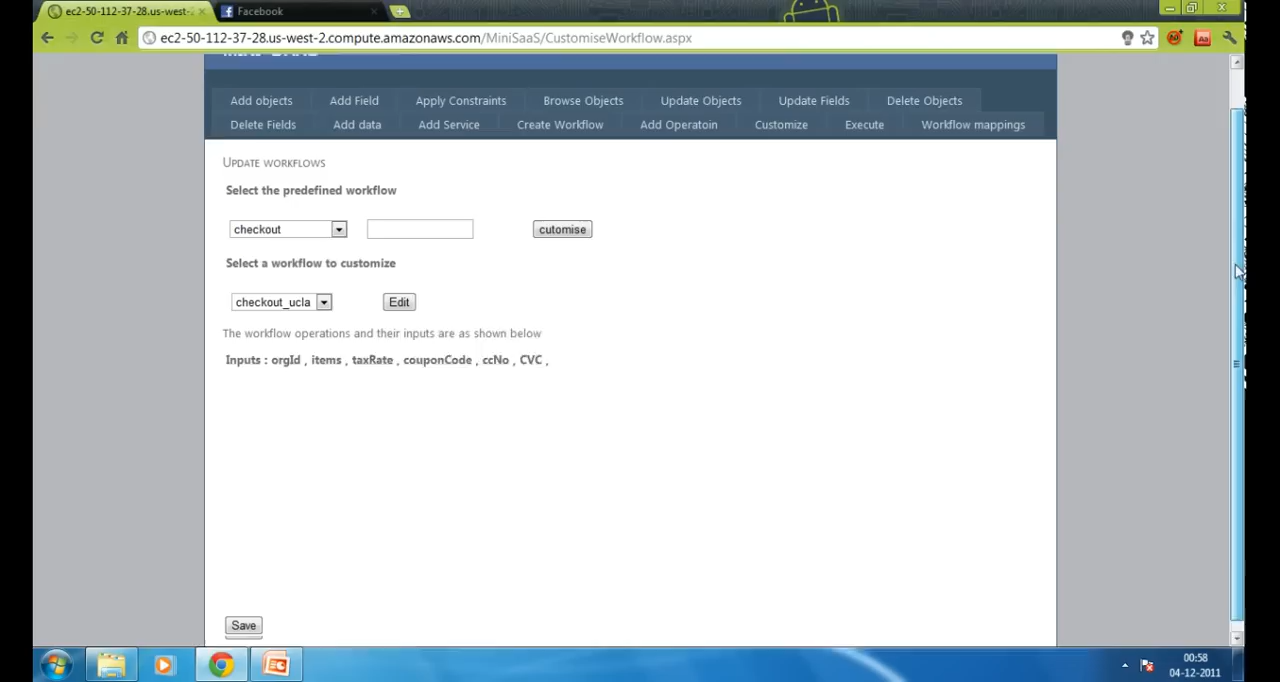 ec2-50-112-37-28.us-west-2
Facebook
ec2-50-112-37-28.us-west-2.compute.amazonaws.com/MiniSaaS/CustomiseWorkflow.aspx
Add objects Add Field Apply Constraints Browse Objects Update Objects Update Fields Delete Objects
Delete Fields Add data Add Service Create Workflow Add Operatoin Customize Execute Workflow mappings
UPDATE WORKFLOWS
Select the predefined workflow
checkout cutomise
Select a workflow to customize
checkout_ucla Edit
The workflow operations and their inputs are as shown below
Inputs : orgId , items , taxRate , couponCode , ccNo , CVC ,
Save
00:58
04-12-2011